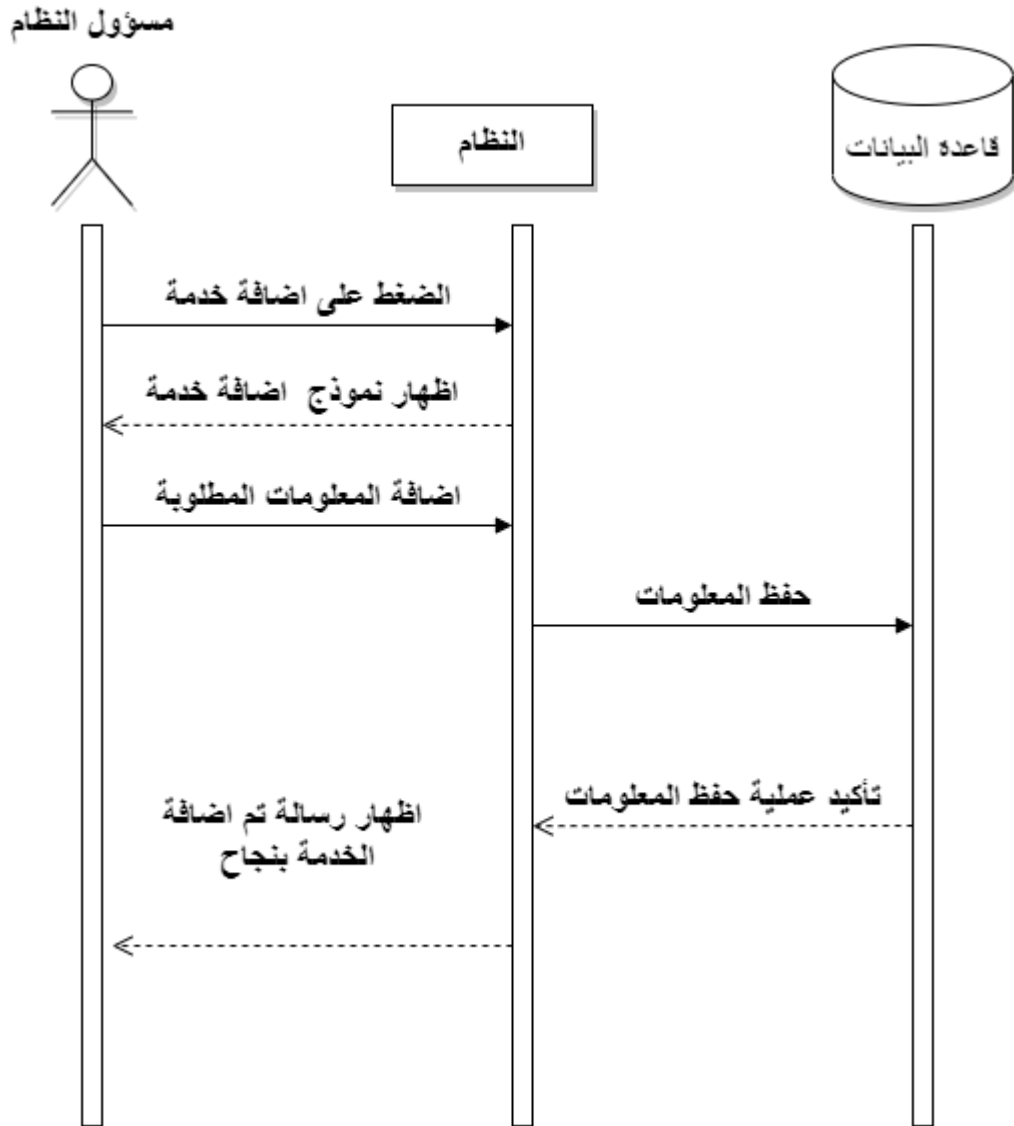 مسؤول النظام
النظام
قاعده البيانات
الضغط على اضافة خدمة
اظهار نموذج اضافة خدمة
اضافة المعلومات المطلوبة
حفظ المعلومات
تأكيد عملية حفظ المعلومات
اظهار رسالة تم اضافة
الخدمة بنجاح